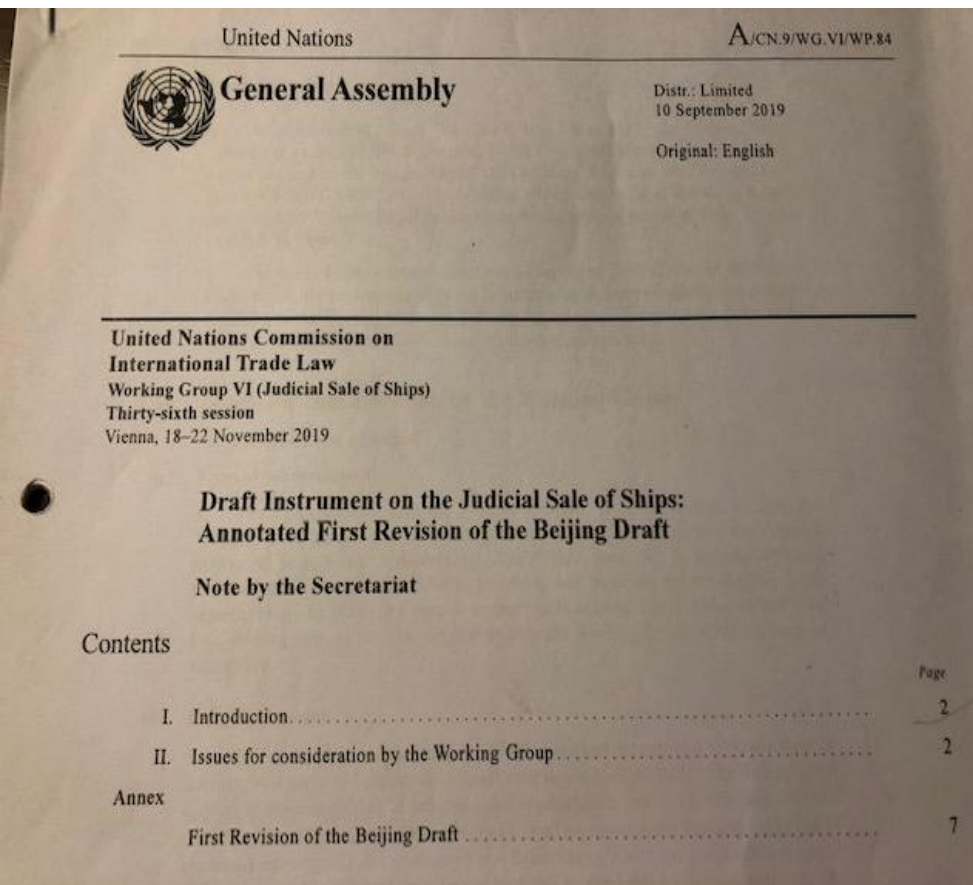 United Nations A/CN.9/WG.VI/WP.84
General Assembly
Distr.: Limited
10 September 2019
Original: English
United Nations Commission on
International Trade Law
Working Group VI (Judicial Sale of Ships)
Thirty-sixth session
Vienna, 18–22 November 2019
Draft Instrument on the Judicial Sale of Ships:
Annotated First Revision of the Beijing Draft
Note by the Secretariat
Contents
Page
I. Introduction. . . . . . . . . . . . . . . . . . . . . . . . . . . . . . . . . . . . . . . . 2
II. Issues for consideration by the Working Group . . . . . . . . . . . . . . . . . . . . 2
Annex
First Revision of the Beijing Draft . . . . . . . . . . . . . . . . . . . . . . . . . . . . 7